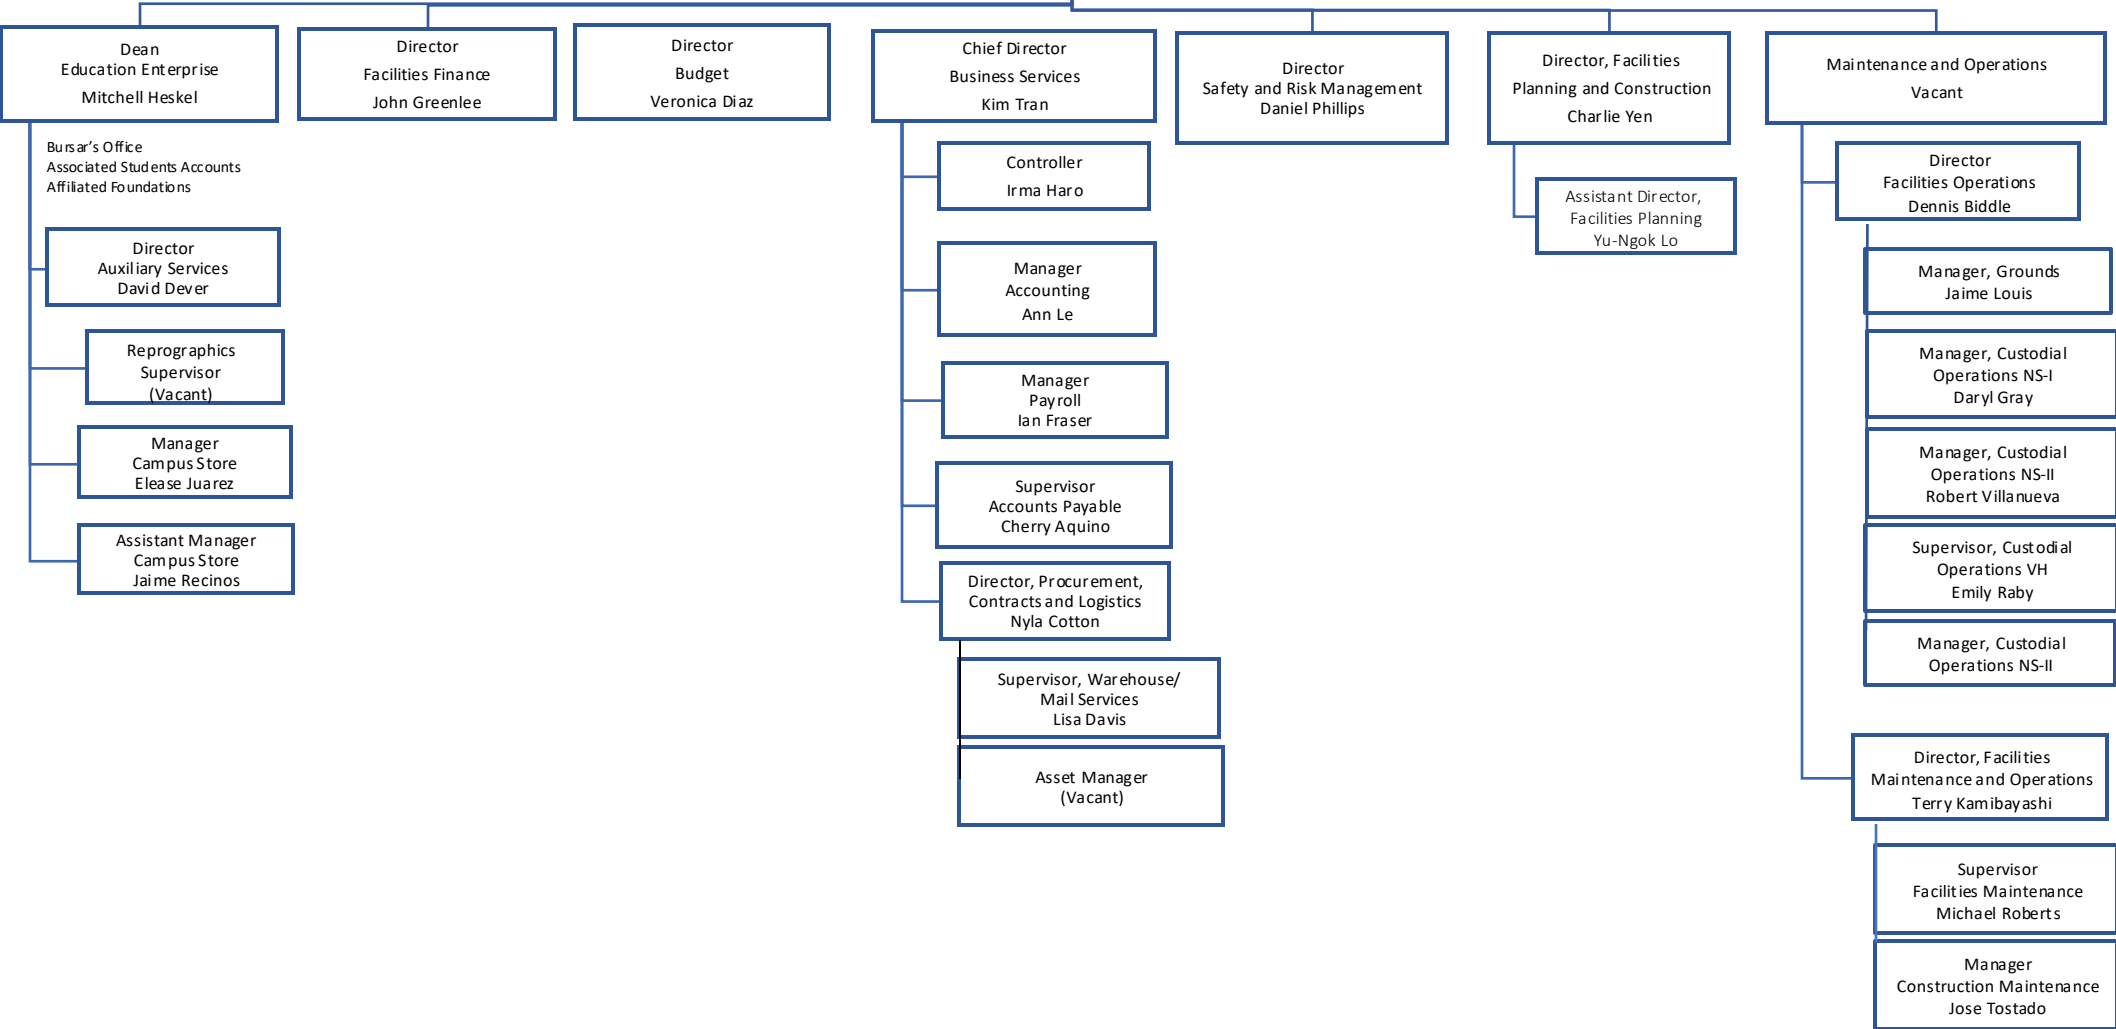 Dean
Education Enterprise
Mitchell Heskel
Director
Facilities Finance
John Greenlee
Director
Budget
Veronica Diaz
Chief Director
Business Services
Kim Tran
Director
Safety and Risk Management
Daniel Phillips
Director, Facilities
Planning and Construction
Charlie Yen
Maintenance and Operations
Vacant
Bursar's Office
Associated Students Accounts
Affiliated Foundations
Director
Auxiliary Services
David Dever
Reprographics
Supervisor
(Vacant)
Manager
Campus Store
Elease Juarez
Assistant Manager
Campus Store
Jaime Recinos
Controller
Irma Haro
Manager
Accounting
Ann Le
Manager
Payroll
Ian Fraser
Supervisor
Accounts Payable
Cherry Aquino
Director, Procurement,
Contracts and Logistics
Nyla Cotton
Supervisor, Warehouse/
Mail Services
Lisa Davis
Asset Manager
(Vacant)
Assistant Director,
Facilities Planning
Yu-Ngok Lo
Director
Facilities Operations
Dennis Biddle
Manager, Grounds
Jaime Louis
Manager, Custodial
Operations NS-I
Daryl Gray
Manager, Custodial
Operations NS-II
Robert Villanueva
Supervisor, Custodial
Operations VH
Emily Raby
Manager, Custodial
Operations NS-II
Director, Facilities
Maintenance and Operations
Terry Kamibayashi
Supervisor
Facilities Maintenance
Michael Roberts
Manager
Construction Maintenance
Jose Tostado